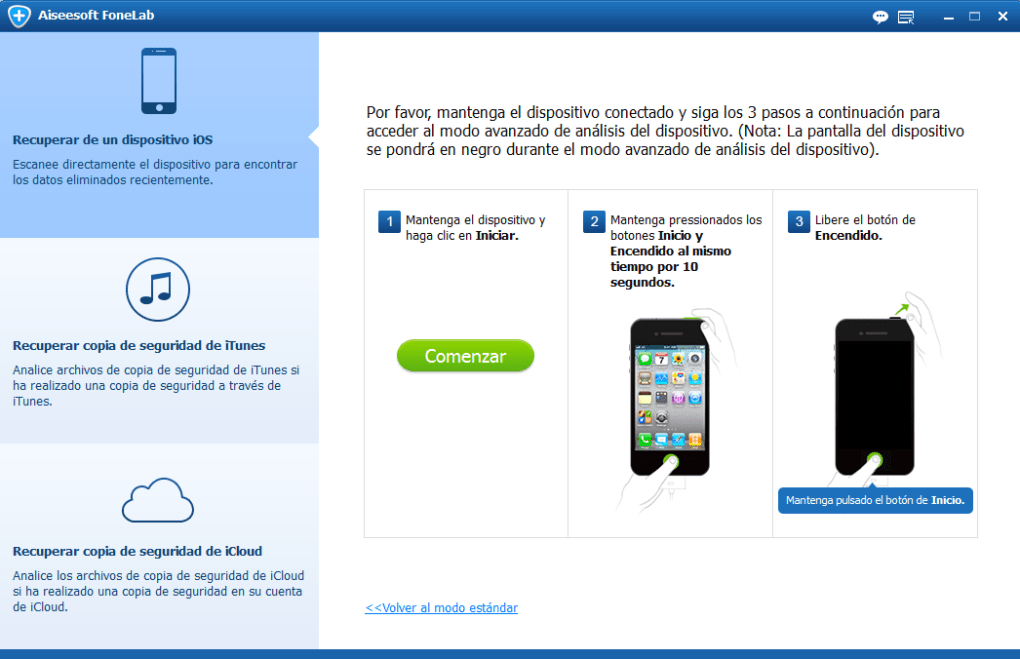 Aiseesoft FoneLab
Recuperar de un dispositivo iOS
Escanee directamente el dispositivo para encontrar
los datos eliminados recientemente.
Recuperar copia de seguridad de iTunes
Analice archivos de copia de seguridad de iTunes si
ha realizado una copia de seguridad a través de
iTunes.
Recuperar copia de seguridad de iCloud
Analice los archivos de copia de seguridad de iCloud
si ha realizado una copia de seguridad en su cuenta
de iCloud.
Por favor, mantenga el dispositivo conectado y siga los 3 pasos a continuación para
acceder al modo avanzado de análisis del dispositivo. (Nota: La pantalla del dispositivo
se pondrá en negro durante el modo avanzado de análisis del dispositivo).
1
Mantenga el dispositivo y
haga clic en Iniciar.
Comenzar
2
Mantenga pressionados los
botones Inicio y
Encendido al mismo
tiempo por 10
segundos.
7
3
Libere el botón de
Encendido.
Mantenga pulsado el botón de Inicio.
<<Volver al modo estándar